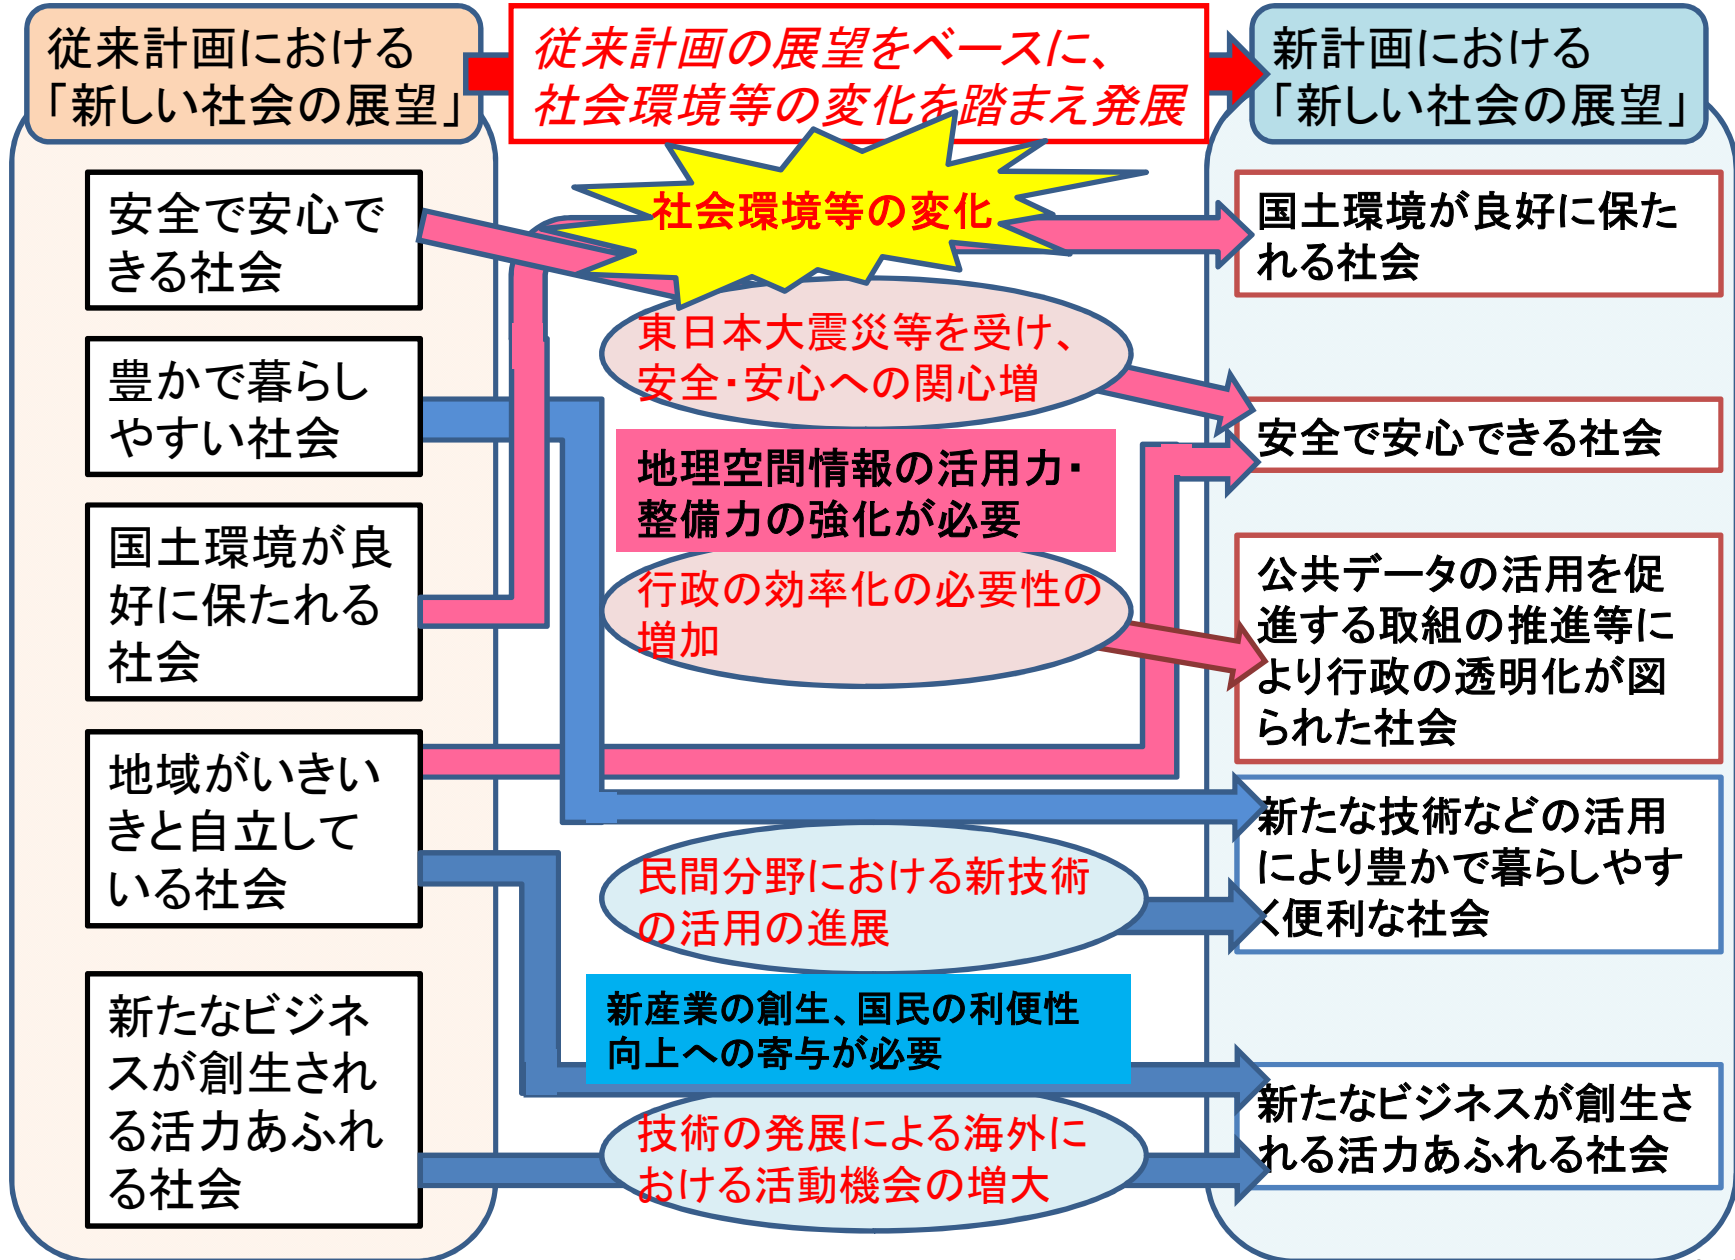 従来計画における
「新しい社会の展望」
従来計画の展望をベースに、
社会環境等の変化を踏まえ発展
新計画における
「新しい社会の展望」
安全で安心で
きる社会
豊かで暮らし
やすい社会
国土環境が良
好に保たれる
社会
地域がいきい
きと自立して
いる社会
新たなビジネ
スが創生され
る活力あふれ
る社会
社会環境等の変化
東日本大震災等を受け、
安全・安心への関心増
地理空間情報の活用力・
整備力の強化が必要
行政の効率化の必要性の
増加
民間分野における新技術
の活用の進展
新産業の創生、国民の利便性
向上への寄与が必要
技術の発展による海外に
おける活動機会の増大
国土環境が良好に保た
れる社会
安全で安心できる社会
公共データの活用を促
進する取組の推進等に
より行政の透明化が図
られた社会
新たな技術などの活用
により豊かで暮らしやす
く便利な社会
新たなビジネスが創生さ
れる活力あふれる社会